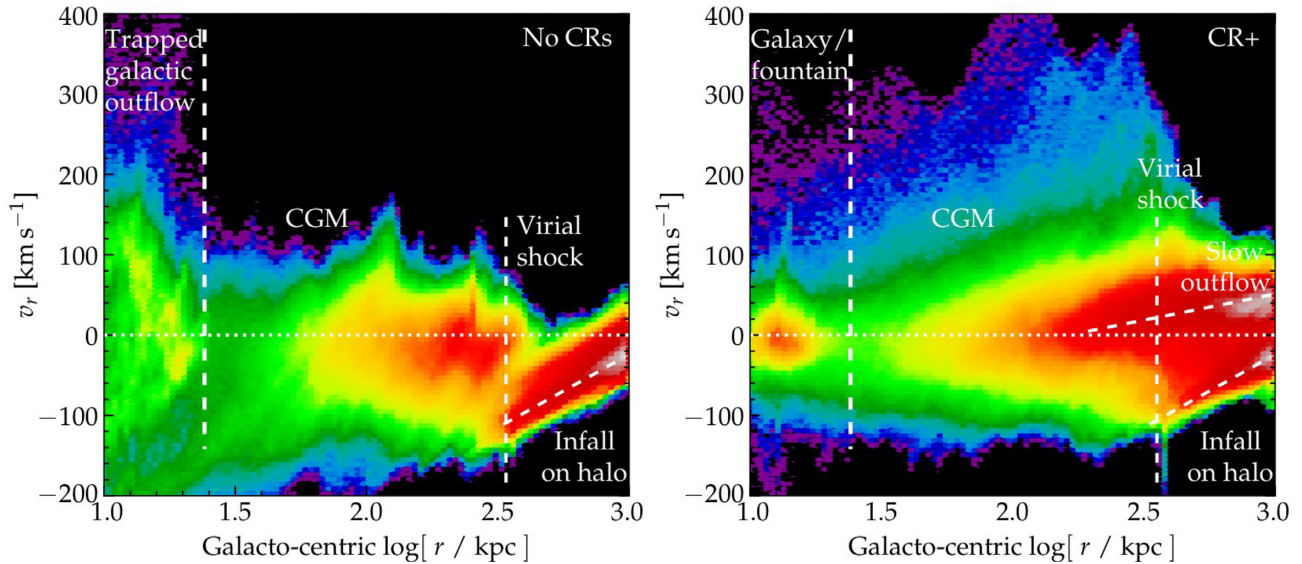 400
300
200
100
0
−100
−200
v_r [km s⁻¹]
Trapped
galactic
outflow
No CRs
CGM
Virial
shock
Infall
on halo
1.0 1.5 2.0 2.5 3.0
Galacto-centric log[ r / kpc]
400
300
200
100
0
−100
−200
v_r [km s⁻¹]
Galaxy/
fountain
CR+
CGM
Virial
shock
Slow
outflow
Infall
on halo
1.0 1.5 2.0 2.5 3.0
Galacto-centric log[ r / kpc]